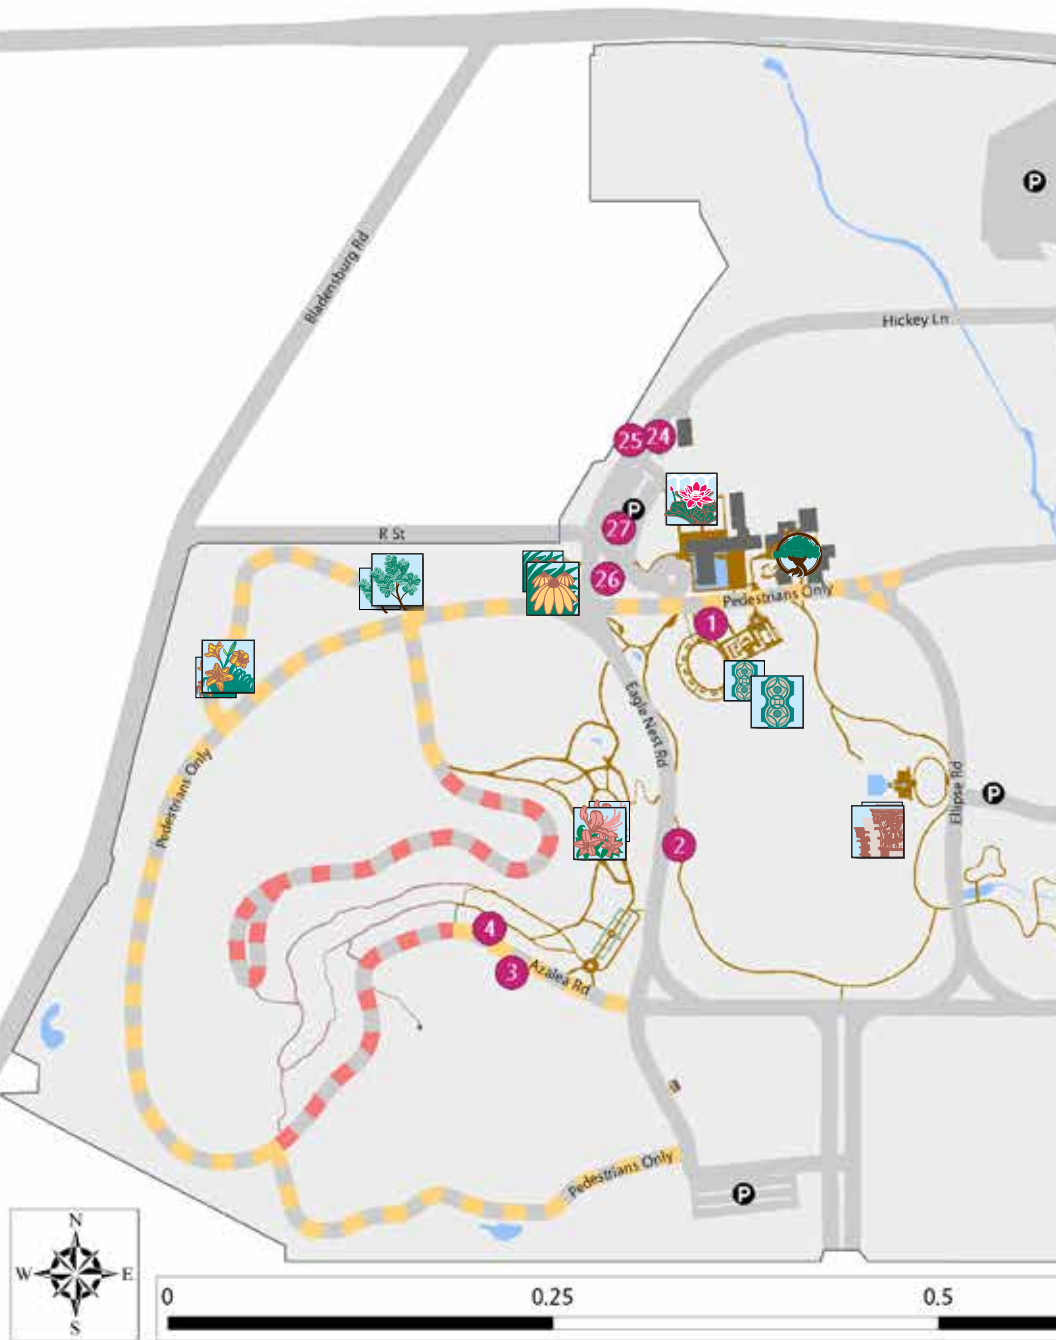 Bladensburg Rd
P
Hickey Ln
25
24
P
27
R St
26
Pedestrians Only
1
Eagle Nest Rd
Pedestrians Only
Ellipse Rd
P
2
4
3
Azalea Rd
Pedestrians Only
P
N
W
E
S
0
0.25
0.5